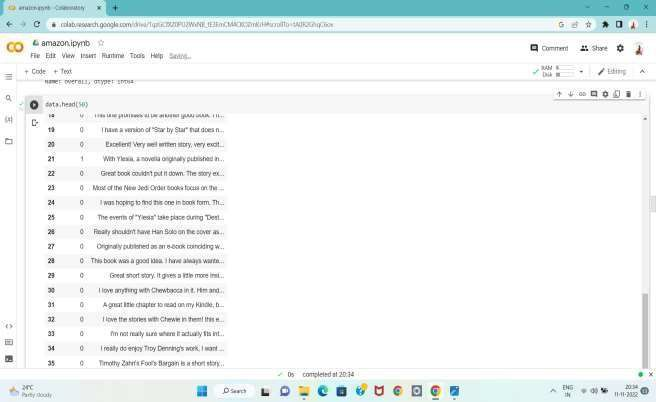 amazon.ipynb - Colaboratory
colab.research.google.com/drive/
amazon.ipynb
File Edit View Insert Runtime Tools Help Saving...
Comment Share
+ Code + Text
RAM
Disk
Editing
Name: overall, dtype: int64
data.head(50)
18 0 This one promises to be another good book. Th...
19 0 I have a version of "Star by Star" that does n...
20 0 Excellent! Very well written story, very excit...
21 1 With Ylesia, a novella originally published in...
22 0 Great book couldn't put it down. The story ex...
23 0 Most of the New Jedi Order books focus on the ...
24 0 I was hoping to find this one in book form. Th...
25 0 The events of "Ylesia" take place during "Dest...
26 0 Really shouldn't have Han Solo on the cover as...
27 0 Originally published as an e-book coinciding w...
28 0 This book was a good idea. I have always wante...
29 0 Great short story. It gives a little more insi...
30 0 I love anything with Chewbacca in it. Him and...
31 0 A great little chapter to read on my Kindle, b...
32 0 I love the stories with Chewie in them! this e...
33 0 I'm not really sure where it actually fits int...
34 0 I really do enjoy Troy Denning's work, I want ...
35 0 Timothy Zahn's Fool's Bargain is a short story...
0s completed at 20:34
24°C
Partly cloudy
Search
ENG
IN
20:34
11-11-2022